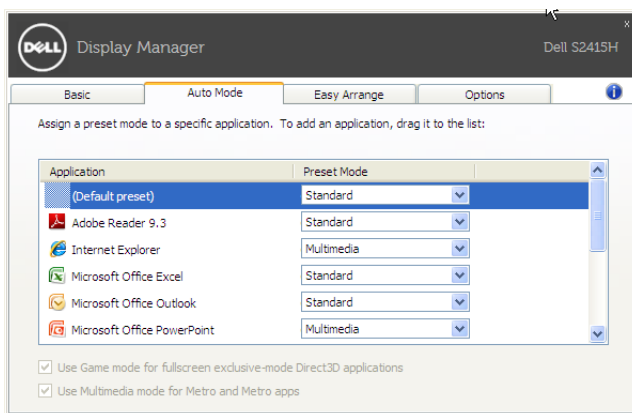 DELL Display Manager Dell S2415H
x
Basic Auto Mode Easy Arrange Options i
Assign a preset mode to a specific application. To add an application, drag it to the list:
Application Preset Mode
(Default preset) Standard
Adobe Reader 9.3 Standard
Internet Explorer Multimedia
Microsoft Office Excel Standard
Microsoft Office Outlook Standard
Microsoft Office PowerPoint Multimedia
Use Game mode for fullscreen exclusive-mode Direct3D applications
Use Multimedia mode for Metro and Metro apps